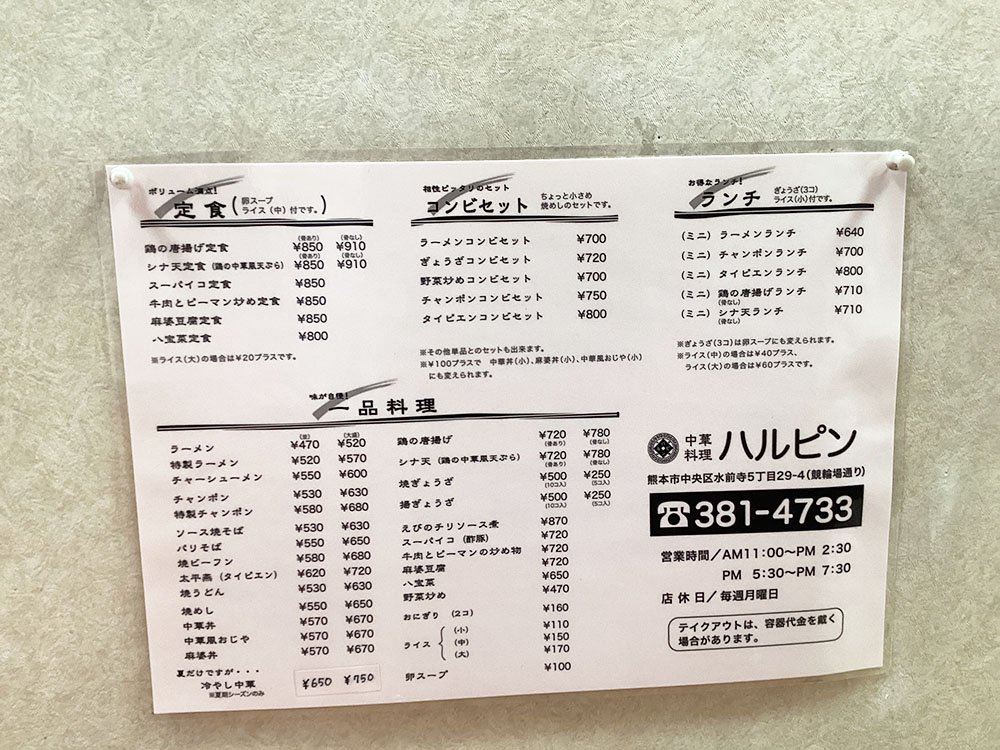 ボリューム満点!
定食(卵スープ ライス(中)付です。)
(骨あり) (骨なし)
鶏の唐揚げ定食 ¥850 ¥910
(骨あり) (骨なし)
シナ天定食(鶏の中華風天ぷら) ¥850 ¥910
スーパイコ定食 ¥850
牛肉とピーマン炒め定食 ¥850
麻婆豆腐定食 ¥850
八宝菜定食 ¥800
※ライス(大)の場合は¥20プラスです。
相性ピッタリのセット
コンビセット ちょっと小さめ 焼めしのセットです。
ラーメンコンビセット ¥700
ぎょうざコンビセット ¥720
野菜炒めコンビセット ¥700
チャンポンコンビセット ¥750
タイピエンコンビセット ¥800
※その他単品とのセットも出来ます。
※¥100プラスで 中華丼(小)、麻婆丼(小)、中華風おじや(小)
にも変えられます。
お得なランチ!
ランチ ぎょうざ(3コ) ライス(小)付です。
(ミニ) ラーメンランチ ¥640
(ミニ) チャンポンランチ ¥700
(ミニ) タイピエンランチ ¥800
(ミニ) 鶏の唐揚げランチ ¥710
(骨なし)
(ミニ) シナ天ランチ ¥710
(骨なし)
※ぎょうざ(3コ)は卵スープにも変えられます。
※ライス(中)の場合は¥40プラス、
ライス(大)の場合は¥60プラスです。
味が自慢!
一品料理
(並) (大盛)
ラーメン ¥470 ¥520
特製ラーメン ¥520 ¥570
チャーシューメン ¥550 ¥600
チャンポン ¥530 ¥630
特製チャンポン ¥580 ¥680
ソース焼そば ¥530 ¥630
パリそば ¥550 ¥650
焼ビーフン ¥580 ¥680
太平燕(タイピエン) ¥620 ¥720
焼うどん ¥530 ¥630
焼めし ¥550 ¥650
中華丼 ¥570 ¥670
中華風おじや ¥570 ¥670
麻婆丼 ¥570 ¥670
夏だけですが・・・
冷やし中華 ¥650 ¥750
※夏期シーズンのみ
鶏の唐揚げ ¥720 ¥780
(骨あり) (骨なし)
シナ天(鶏の中華風天ぷら) ¥720 ¥780
(骨あり) (骨なし)
焼ぎょうざ ¥500 ¥250
(10コ入) (5コ入)
揚ぎょうざ ¥500 ¥250
(10コ入) (5コ入)
えびのチリソース煮 ¥870
スーパイコ(酢豚) ¥720
牛肉とピーマンの炒め物 ¥720
麻婆豆腐 ¥720
八宝菜 ¥650
野菜炒め ¥470
おにぎり(2コ) ¥160
ライス (小) ¥110
(中) ¥150
(大) ¥170
卵スープ ¥100
中華料理 ハルピン
熊本市中央区水前寺5丁目29-4(競輪場通り)
☎381-4733
営業時間/AM11:00〜PM 2:30
PM 5:30〜PM 7:30
店休日/毎週月曜日
テイクアウトは、容器代金を戴く
場合があります。